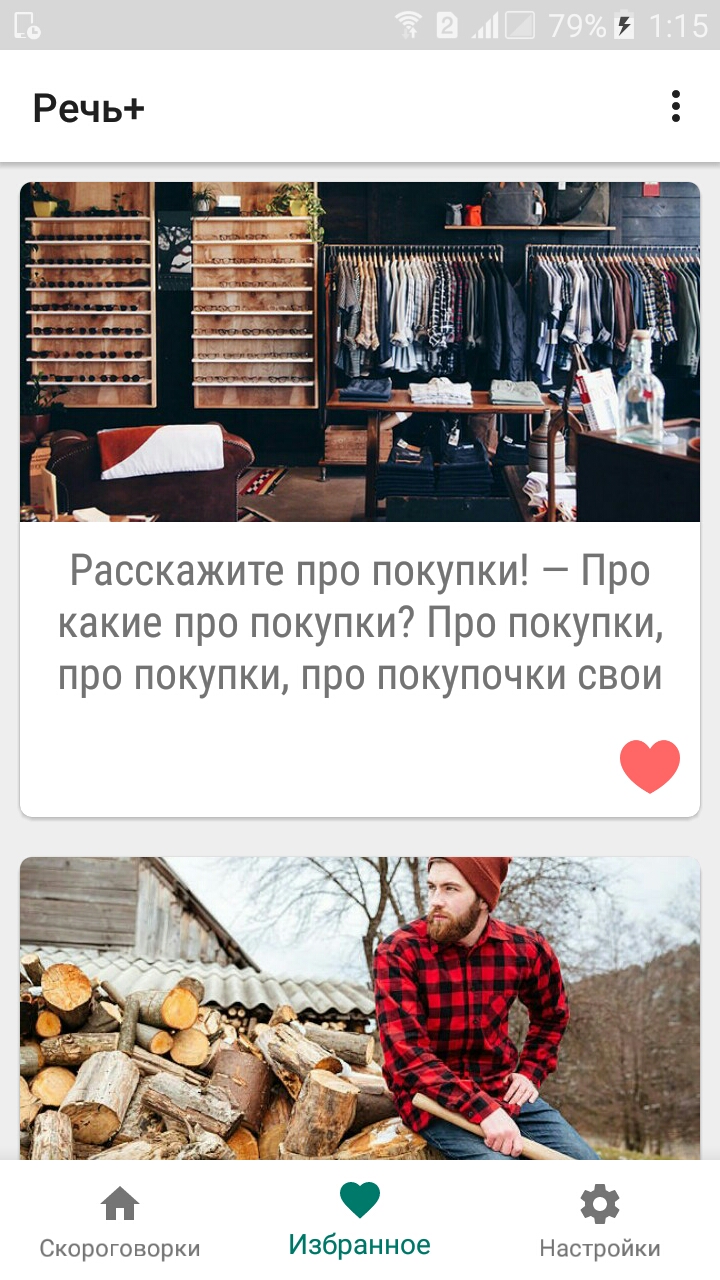 2 79% 1:15
Речь+
Расскажите про покупки! — Про
какие про покупки? Про покупки,
про покупки, про покупочки свои
Скороговорки Избранное Настройки